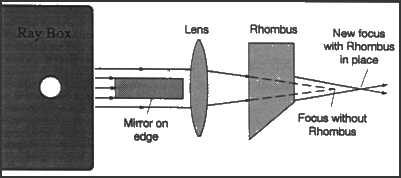 Ray Box
Lens
Rhombus
New focus
with Rhombus
in place
Mirror on
edge
Focus without
Rhombus